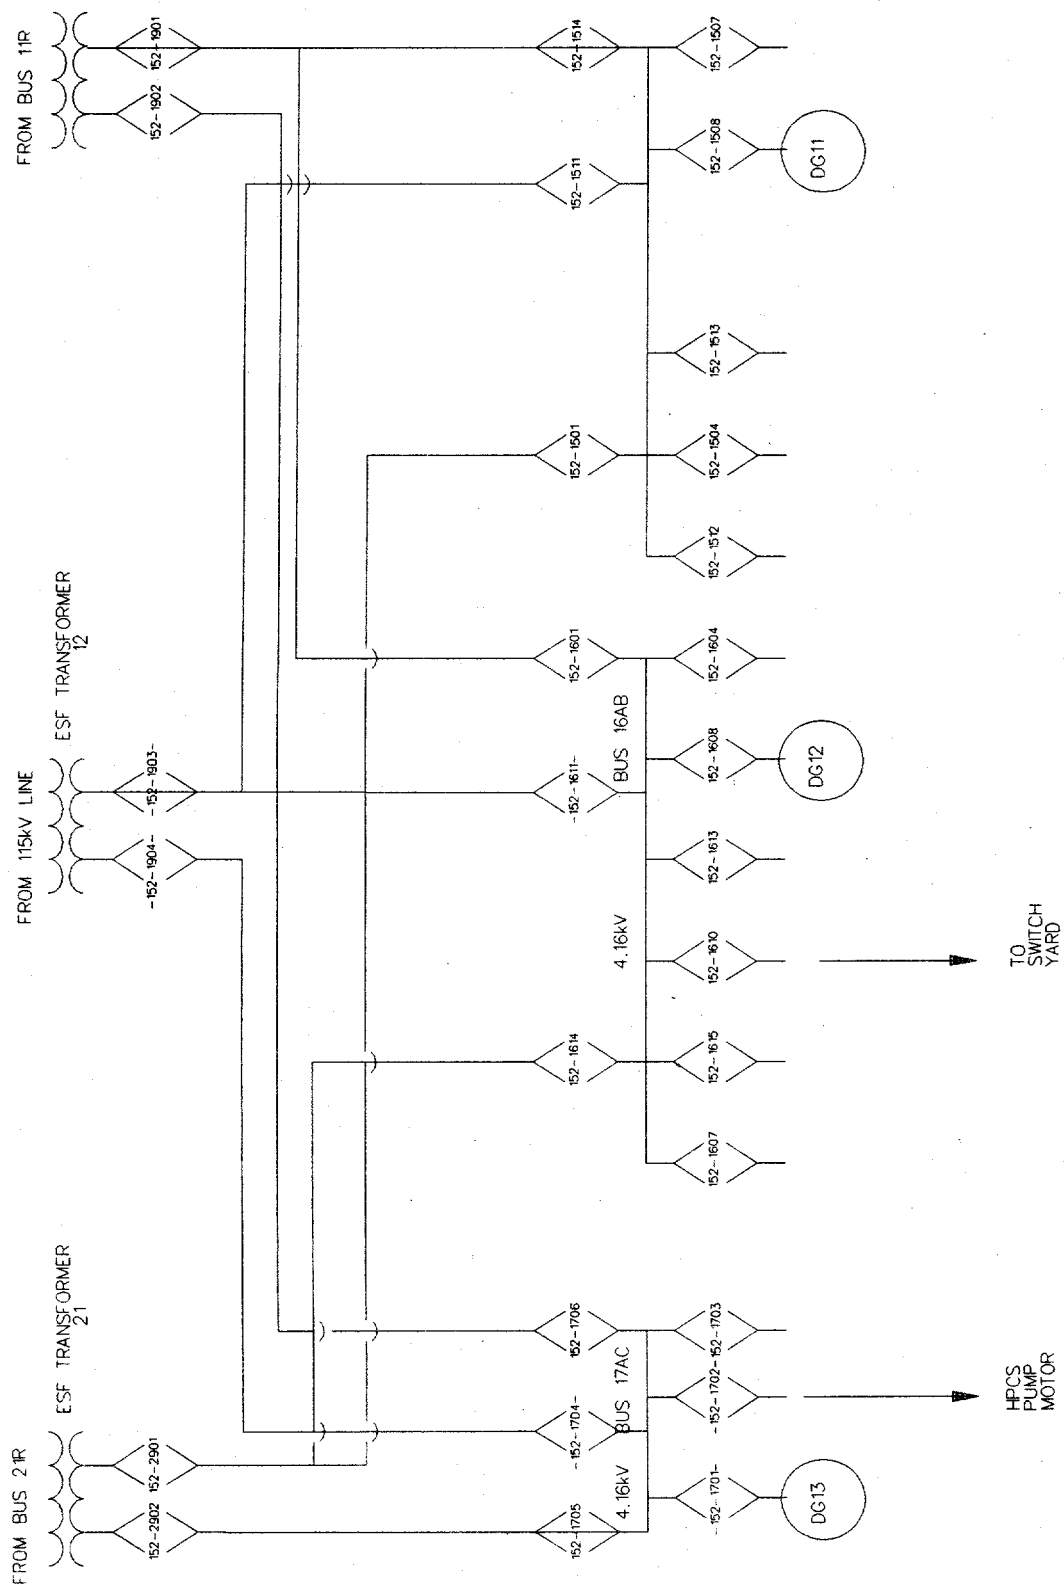 FROM BUS 21R
ESF TRANSFORMER
21
FROM 115kV LINE
ESF TRANSFORMER
12
FROM BUS 11R
152-2902
152-2901
-152-1904-
-152-1903-
152-1902
152-1901
152-1705
-152-1704-
152-1706
152-1614
-152-1611-
152-1601
152-1501
152-1511
152-1514
4.16kV
BUS 17AC
4.16kV
BUS 16AB
-152-1701-
-152-1702-
152-1703
152-1607
152-1615
152-1610
152-1613
152-1608
152-1604
152-1512
152-1504
152-1513
152-1508
152-1507
DG13
DG12
DG11
HPCS
PUMP
MOTOR
TO
SWITCH
YARD